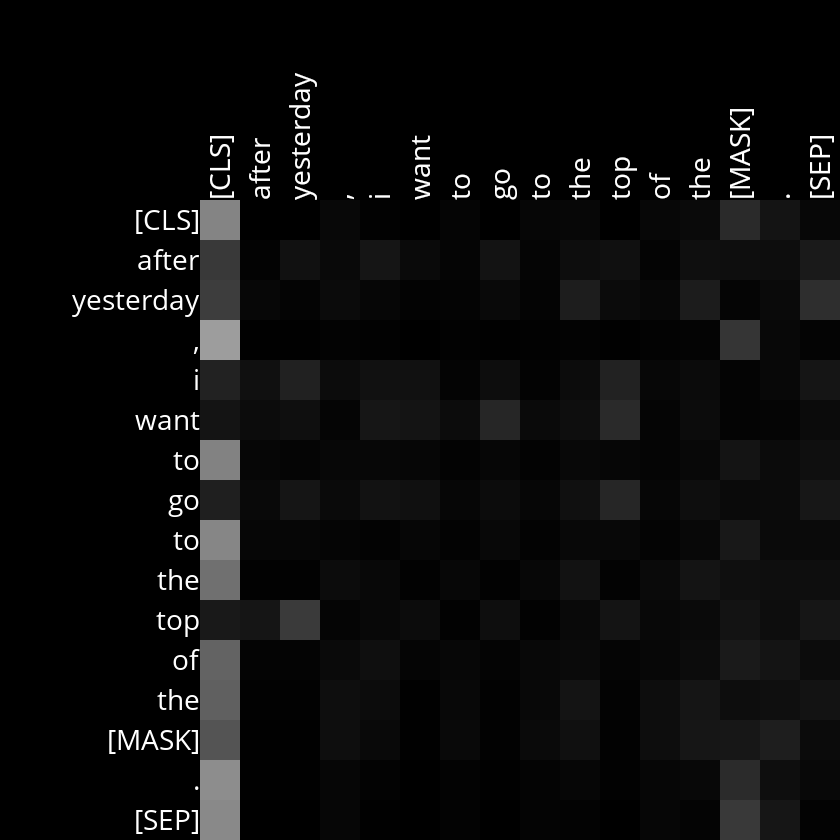 [CLS] after yesterday , i want to go to the top of the [MASK] . [SEP]
[CLS]
after
yesterday
,
i
want
to
go
to
the
top
of
the
[MASK]
.
[SEP]